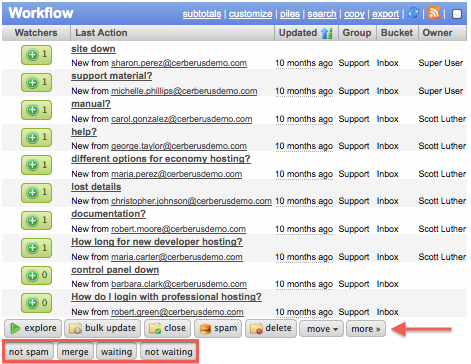 Workflow subtotals | customize | piles | search | copy | export |
Watchers Last Action Updated Group Bucket Owner
site down
1 New from sharon.perez@cerberusdemo.com 10 months ago Support Inbox Super User
support material?
1 New from michelle.phillips@cerberusdemo.com 10 months ago Support Inbox Super User
manual?
1 New from carol.gonzalez@cerberusdemo.com 10 months ago Support Inbox Scott Luther
help?
1 New from george.taylor@cerberusdemo.com 10 months ago Support Inbox Scott Luther
different options for economy hosting?
1 New from maria.perez@cerberusdemo.com 10 months ago Support Inbox Scott Luther
lost details
1 New from christopher.johnson@cerberusdemo.com 10 months ago Support Inbox Scott Luther
documentation?
1 New from robert.moore@cerberusdemo.com 10 months ago Support Inbox Scott Luther
How long for new developer hosting?
1 New from maria.carter@cerberusdemo.com 10 months ago Support Inbox Scott Luther
control panel down
0 New from barbara.clark@cerberusdemo.com 10 months ago Support Inbox
How do I login with professional hosting?
0 New from robert.green@cerberusdemo.com 10 months ago Support Inbox
explore bulk update close spam delete move more »
not spam merge waiting not waiting